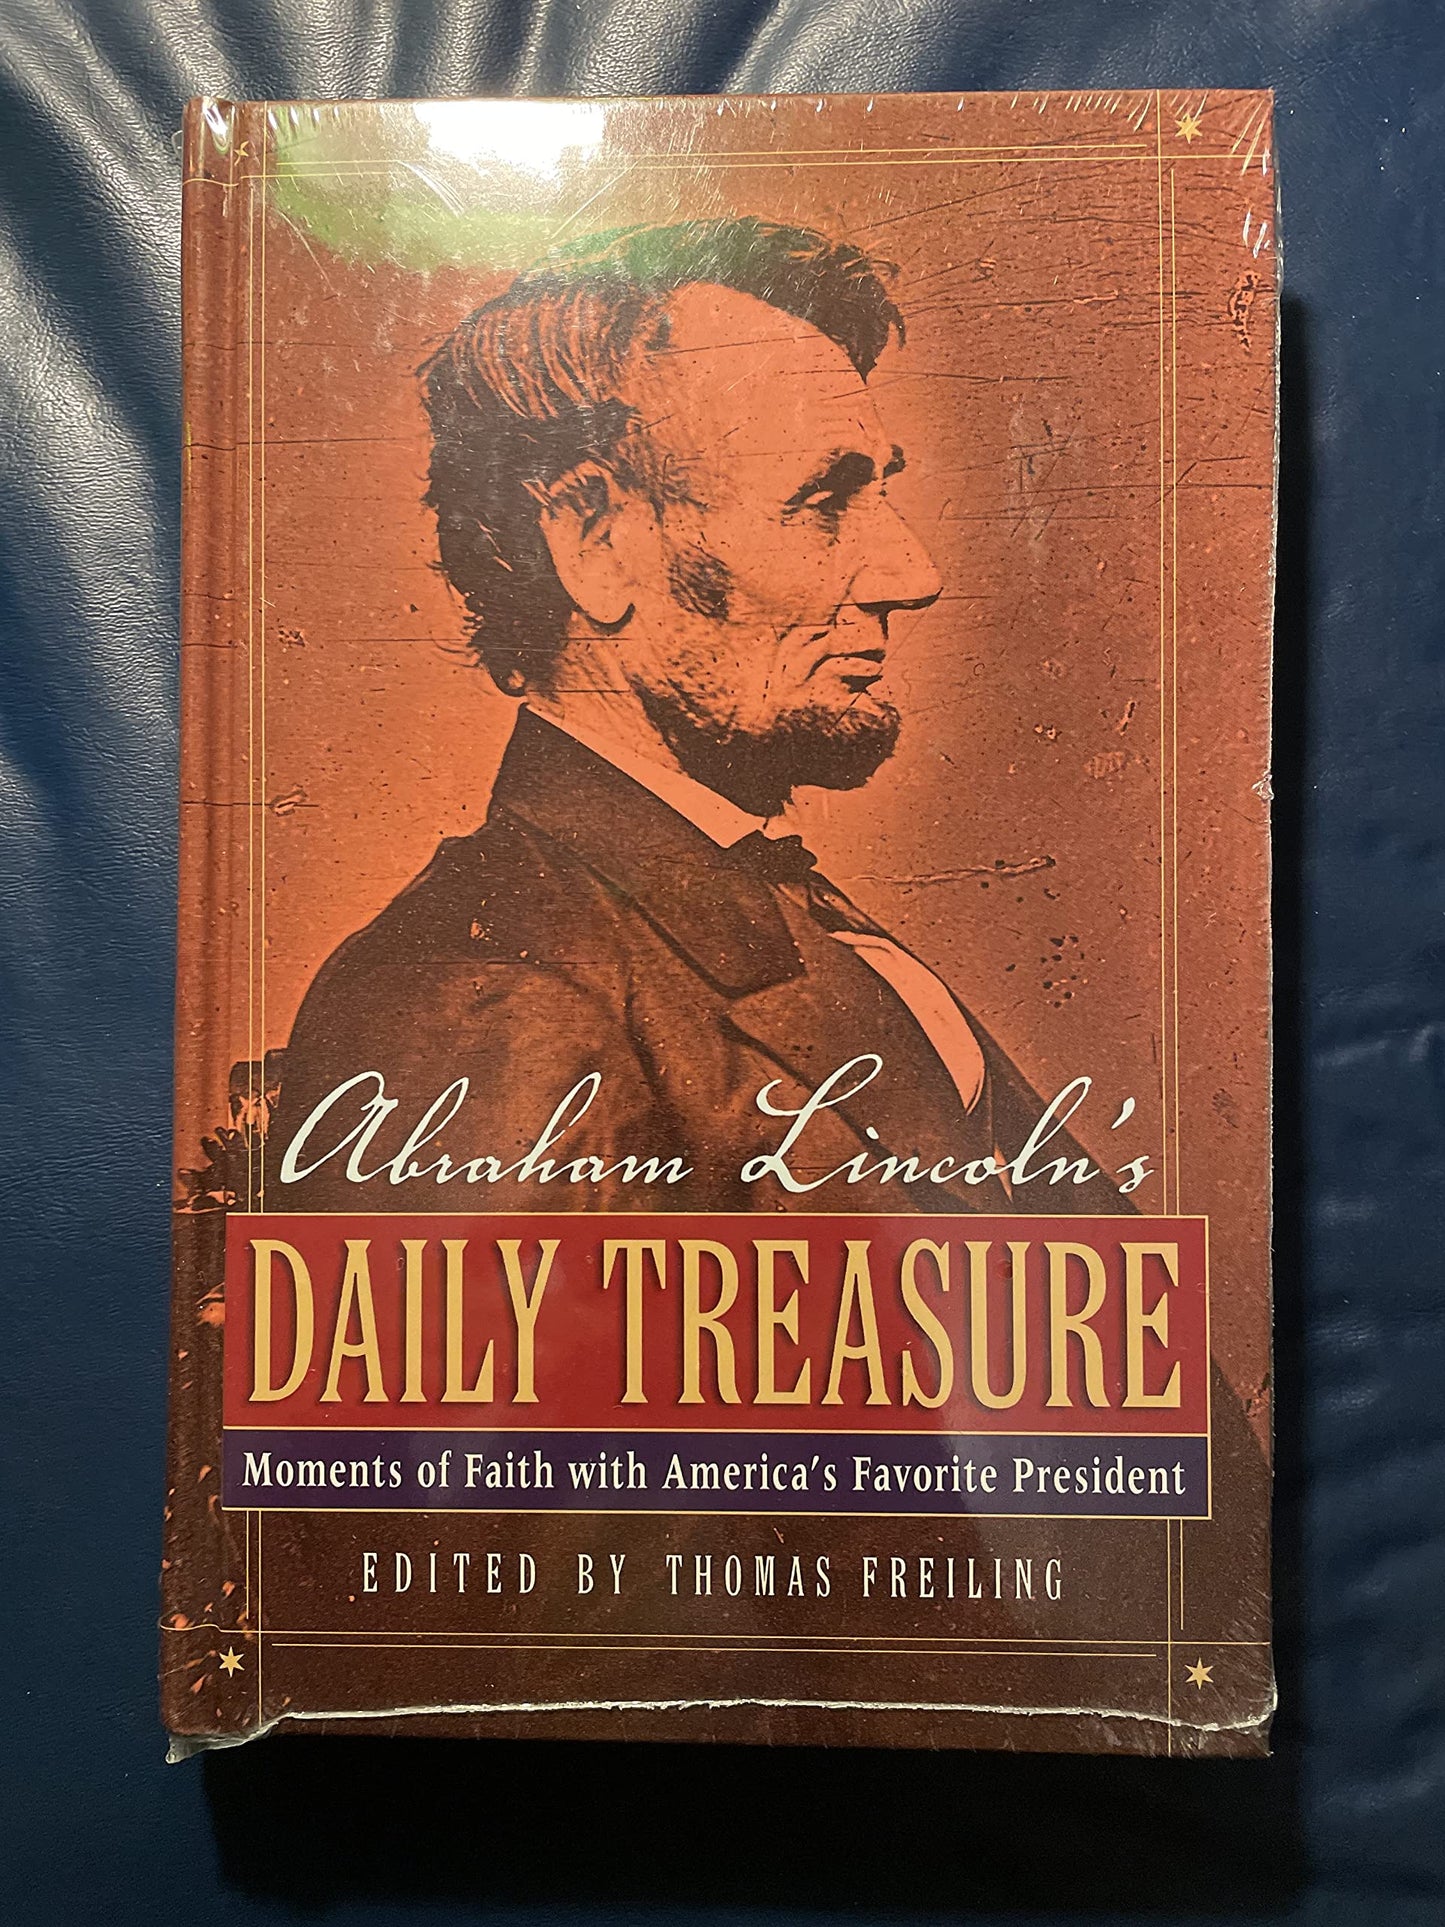 Abraham Lincoln's
DAILY TREASURE
Moments of Faith with America's Favorite President
EDITED BY THOMAS FREILING